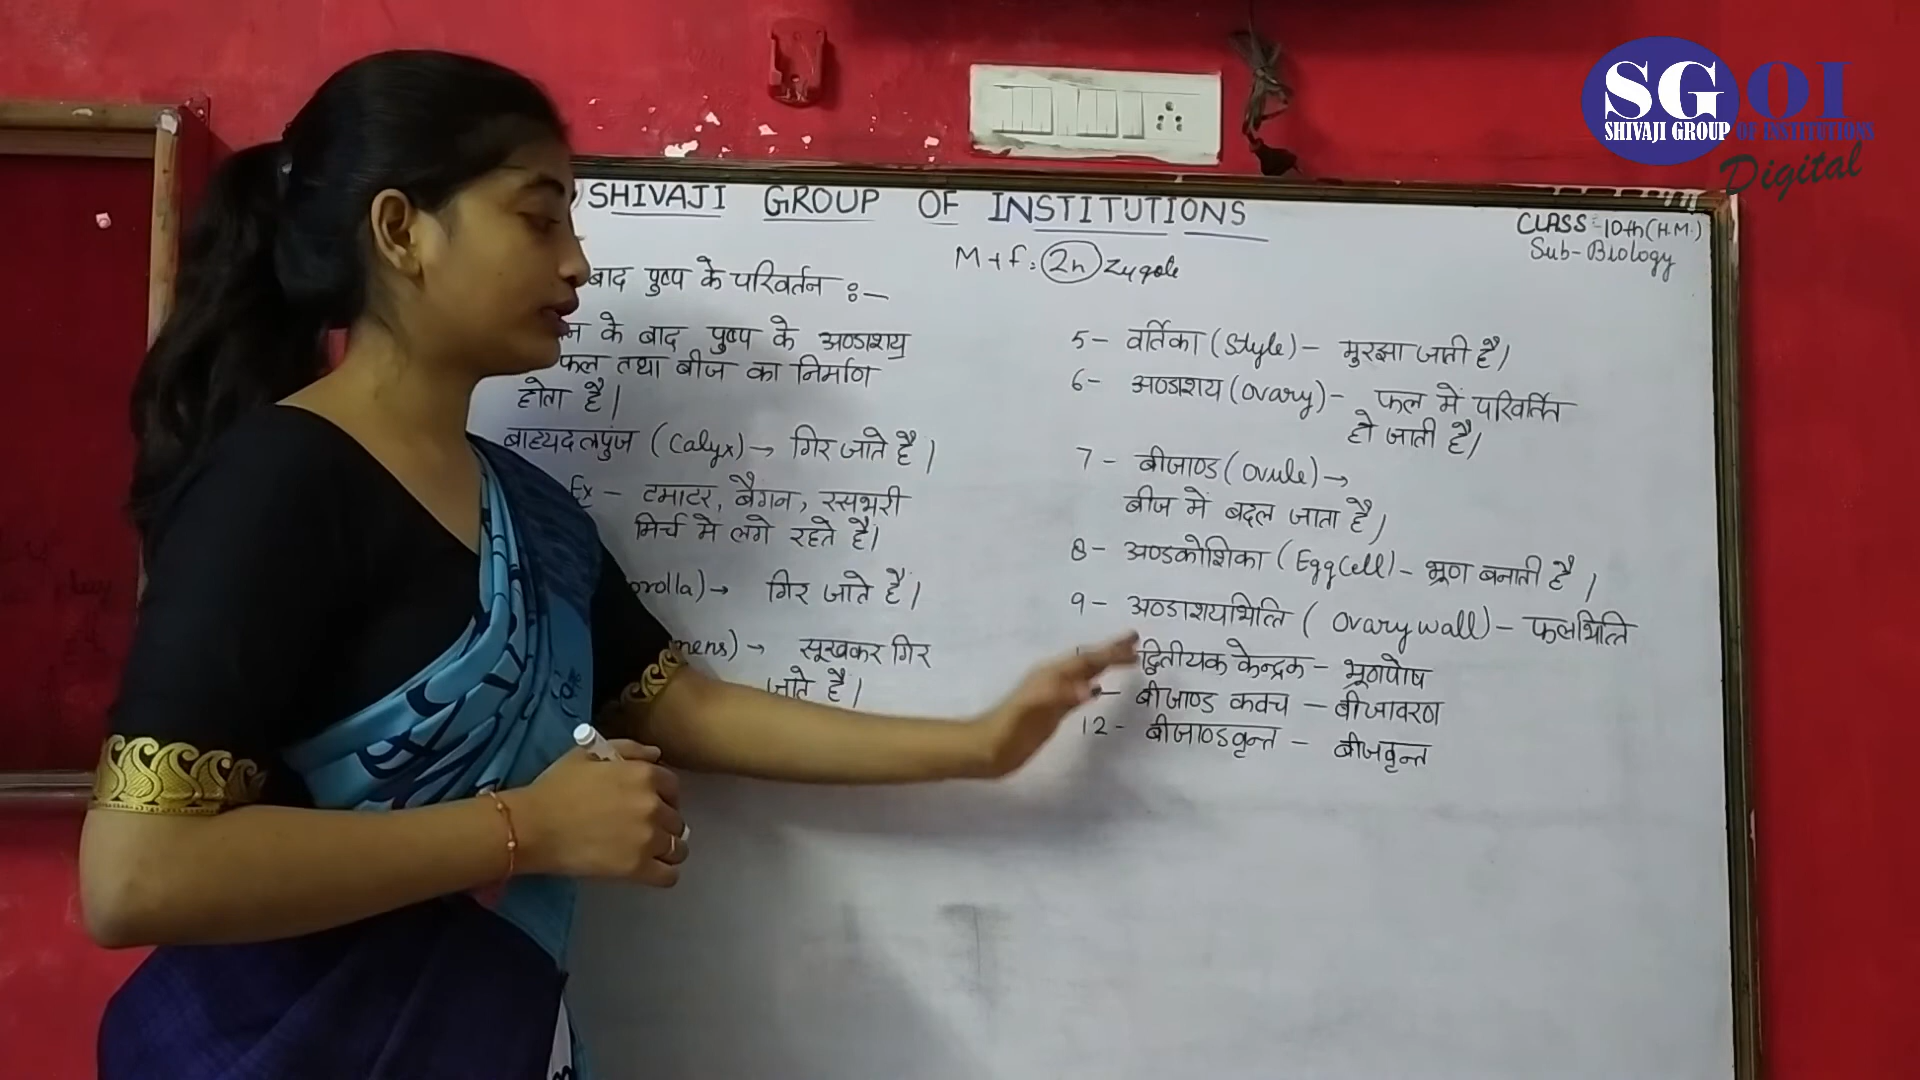 SGOI
SHIVAJI GROUP OF INSTITUTIONS
Digital
SHIVAJI GROUP OF INSTITUTIONS
CLASS-10th(H.M.)
Sub-Biology
M+f=2n Zygote
बाद पुष्प के परिवर्तन :-
के बाद पुष्प के अण्डाशय
फल तथा बीज का निर्माण
होता है।
बाह्यदलपुंज (Calyx)→ गिर जाते है।
Ex - टमाटर, बैगन, रसभरी
मिर्च मे लगे रहते है।
orolla)→ गिर जाते है।
mens)→ सूखकर गिर
जाते है।
5- वर्तिका (Style)- मुरझा जाती है।
6- अण्डाशय (Ovary)- फल में परिवर्तित
हो जाती है।
7- बीजाण्ड (Ovule)→
बीज में बदल जाता है।
8- अण्डकोशिका (Egg Cell)- भ्रूण बनाती है।
9- अण्डाशयभित्ति (Ovary wall)- फलभित्ति
द्वितीयक केन्द्रक - भ्रूणपोष
- बीजाण्ड कवच - बीजावरण
12- बीजाण्डवृन्त - बीजवृन्त